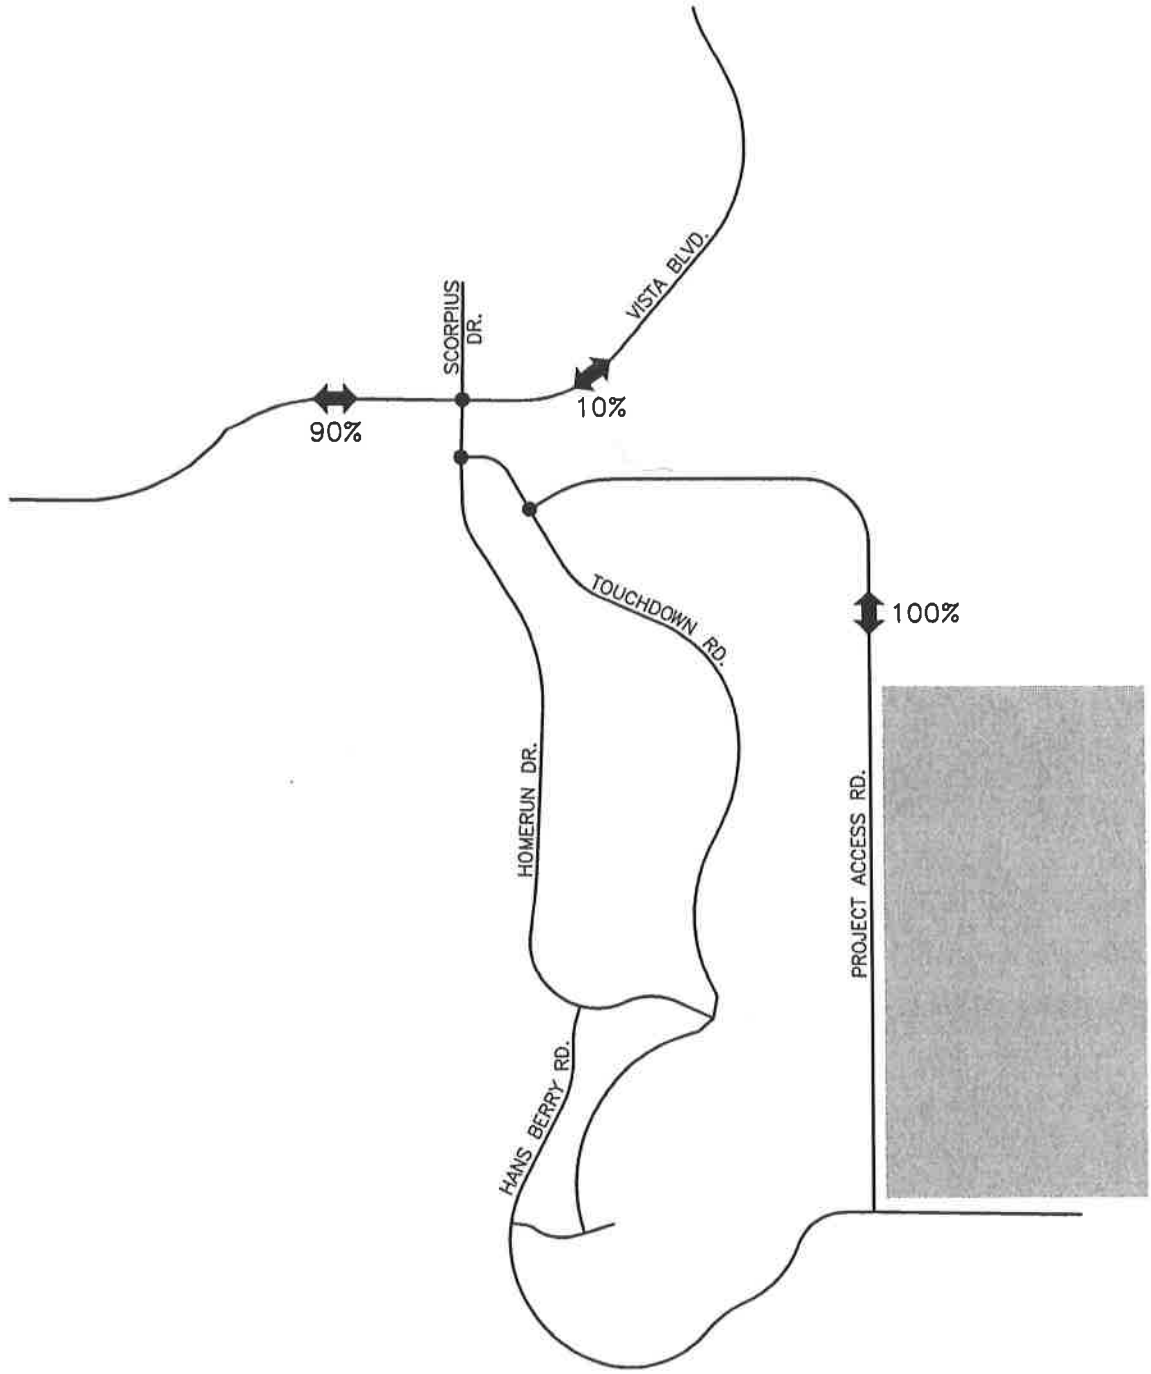 VISTA BLVD.
SCORPIUS
DR.
10%
90%
TOUCHDOWN RD.
100%
HOMERUN DR.
PROJECT ACCESS RD.
HANS BERRY RD.